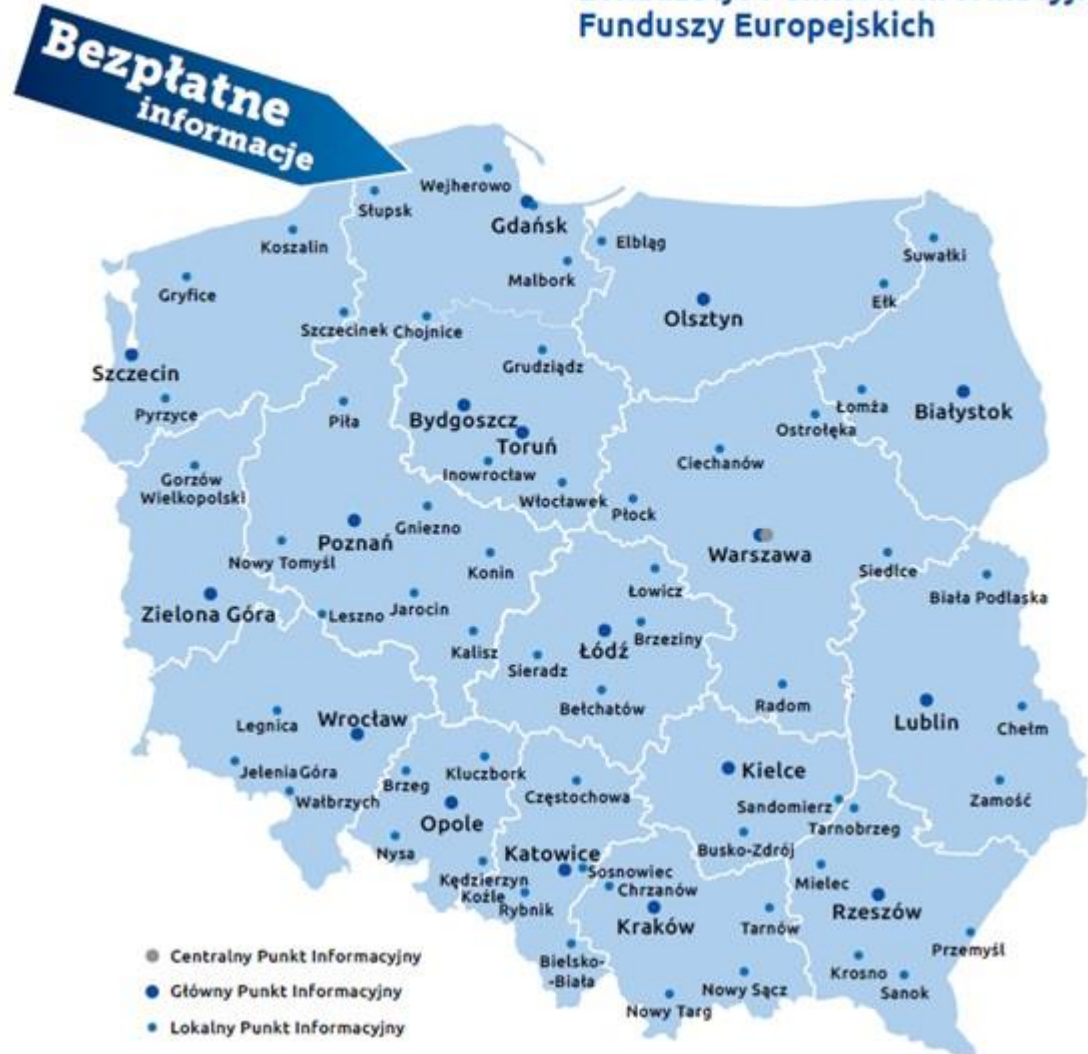 Funduszy Europejskich
Bezpłatne
informacje
Wejherowo
Słupsk
Gdańsk
Koszalin
Elbląg
Suwałki
Malbork
Gryfice
Ełk
Olsztyn
Szczecinek
Chojnice
Grudziądz
Szczecin
Pyrzyce
Piła
Bydgoszcz
Toruń
Łomża
Białystok
Ostrołęka
Ciechanów
Inowrocław
Gorzów
Wielkopolski
Włocławek
Płock
Gniezno
Poznań
Warszawa
Nowy Tomyśl
Konin
Siedlce
Biała Podlaska
Łowicz
Zielona Góra
Leszno
Jarocin
Kalisz
Łódź
Brzeziny
Sieradz
Bełchatów
Radom
Legnica
Wrocław
Lublin
Chełm
Jelenia Góra
Wałbrzych
Brzeg
Kluczbork
Częstochowa
Kielce
Sandomierz
Tarnobrzeg
Zamość
Opole
Nysa
Busko-Zdrój
Katowice
Sosnowiec
Kędzierzyn
Koźle
Rybnik
Chrzanów
Mielec
Kraków
Tarnów
Rzeszów
Przemyśl
Bielsko-
-Biała
Nowy Sącz
Krosno
Sanok
Nowy Targ
Centralny Punkt Informacyjny
Główny Punkt Informacyjny
Lokalny Punkt Informacyjny